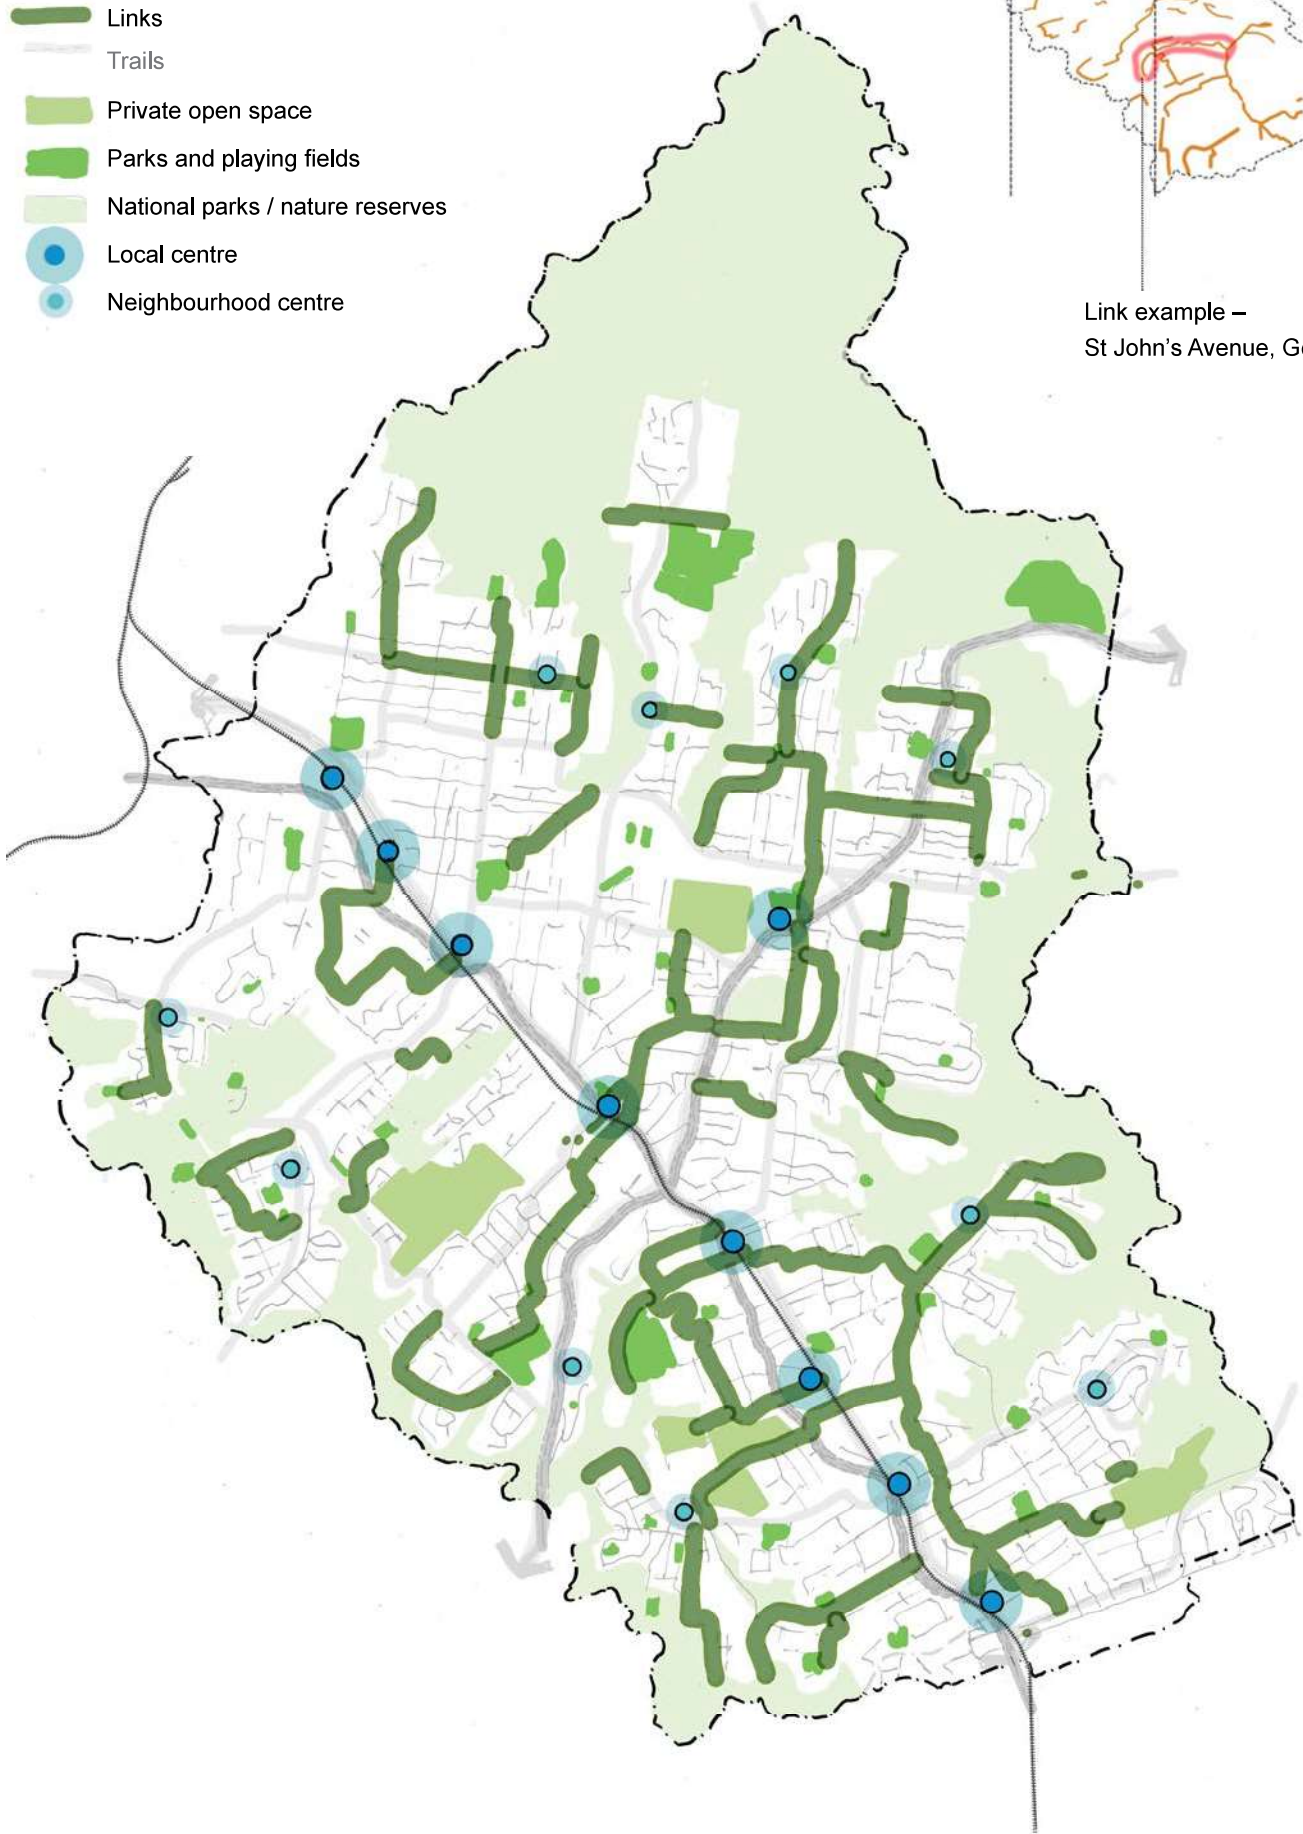 Links
Trails
Private open space
Parks and playing fields
National parks / nature reserves
Local centre
Neighbourhood centre
Link example –
St John's Avenue,